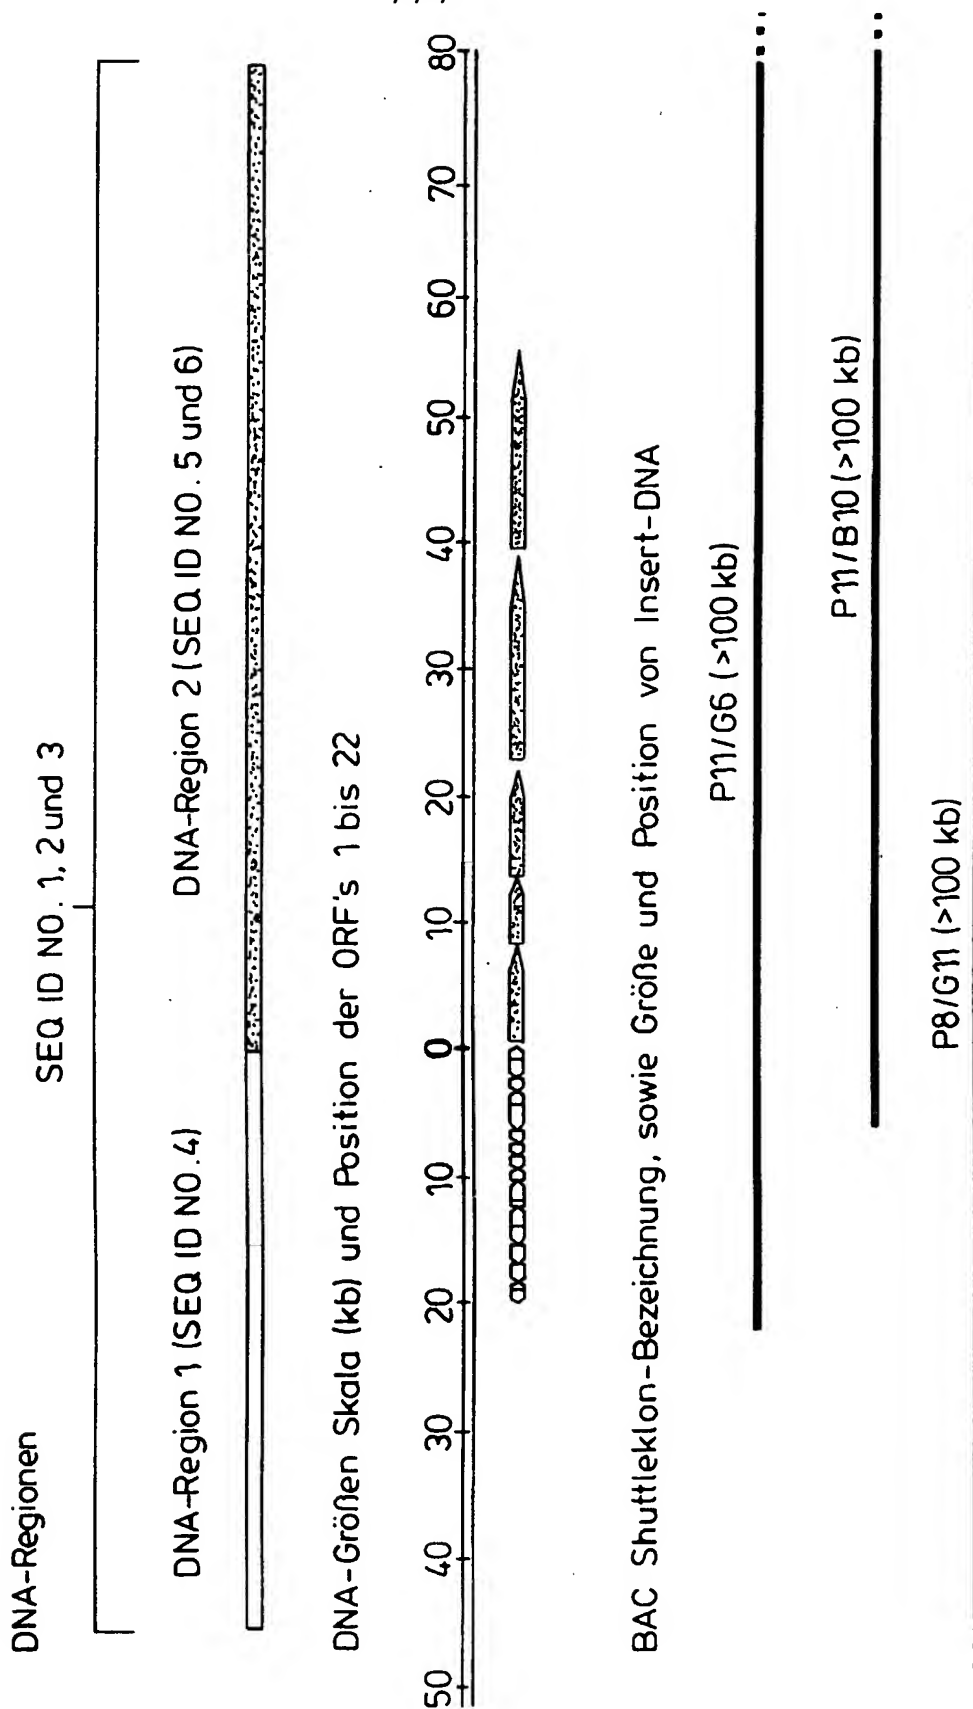 DNA-Regionen
SEQ ID NO. 1, 2 und 3
DNA-Region 1 (SEQ ID NO. 4)
DNA-Region 2 (SEQ ID NO. 5 und 6)
DNA-Größen Skala (kb) und Position der ORF's 1 bis 22
50 40 30 20 10 0 10 20 30 40 50 60 70 80
BAC Shuttleklon-Bezeichnung, sowie Größe und Position von Insert-DNA
P11/G6 (>100 kb)
P11/B10 (>100 kb)
P8/G11 (>100 kb)